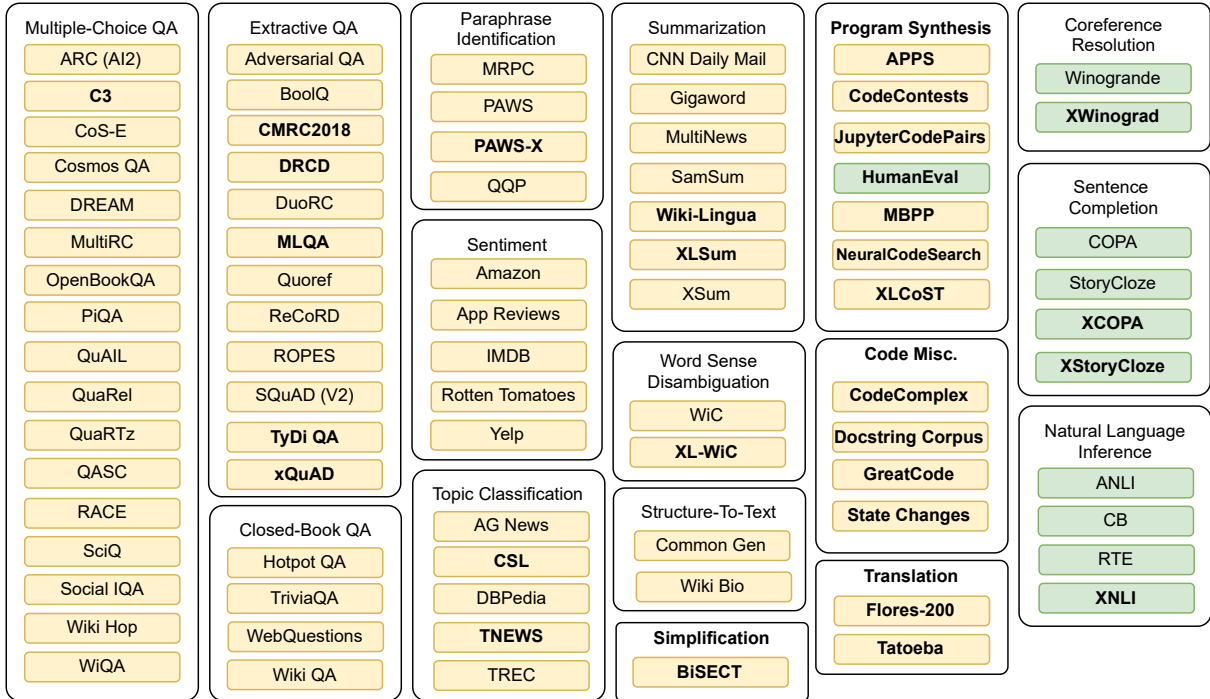 Multiple-Choice QA
ARC (AI2)
C3
CoS-E
Cosmos QA
DREAM
MultiRC
OpenBookQA
PiQA
QuAIL
QuaRel
QuaRTz
QASC
RACE
SciQ
Social IQA
Wiki Hop
WiQA
Extractive QA
Adversarial QA
BoolQ
CMRC2018
DRCD
DuoRC
MLQA
Quoref
ReCoRD
ROPES
SQuAD (V2)
TyDi QA
xQuAD
Closed-Book QA
Hotpot QA
TriviaQA
WebQuestions
Wiki QA
Paraphrase
Identification
MRPC
PAWS
PAWS-X
QQP
Sentiment
Amazon
App Reviews
IMDB
Rotten Tomatoes
Yelp
Topic Classification
AG News
CSL
DBPedia
TNEWS
TREC
Summarization
CNN Daily Mail
Gigaword
MultiNews
SamSum
Wiki-Lingua
XLSum
XSum
Word Sense
Disambiguation
WiC
XL-WiC
Structure-To-Text
Common Gen
Wiki Bio
Simplification
BiSECT
Program Synthesis
APPS
CodeContests
JupyterCodePairs
HumanEval
MBPP
NeuralCodeSearch
XLCoST
Code Misc.
CodeComplex
Docstring Corpus
GreatCode
State Changes
Translation
Flores-200
Tatoeba
Coreference
Resolution
Winogrande
XWinograd
Sentence
Completion
COPA
StoryCloze
XCOPA
XStoryCloze
Natural Language
Inference
ANLI
CB
RTE
XNLI